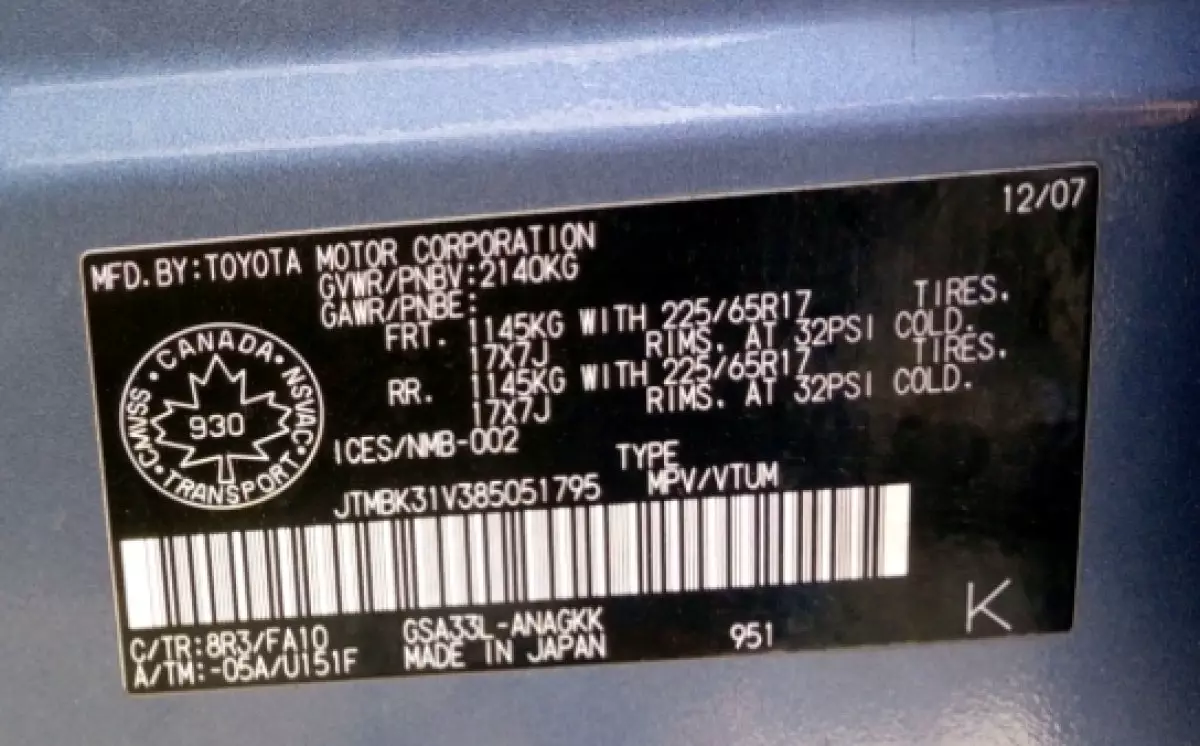 12/07
MFD.BY:TOYOTA MOTOR CORPORATION
GVWR/PNBV:2140KG
GAWR/PNBE:
FRT. 1145KG WITH 225/65R17 TIRES.
17X7J RIMS. AT 32PSI COLD.
RR. 1145KG WITH 225/65R17 TIRES.
17X7J RIMS. AT 32PSI COLD.
CANADA · NSVAC · TRANSPORT · CMVSS ·
930
ICES/NMB-002
TYPE
JTMBK31V385051795 MPV/VTUM
C/TR:8R3/FA10 GSA33L-ANAGKK 951 K
A/TM:-05A/U151F MADE IN JAPAN